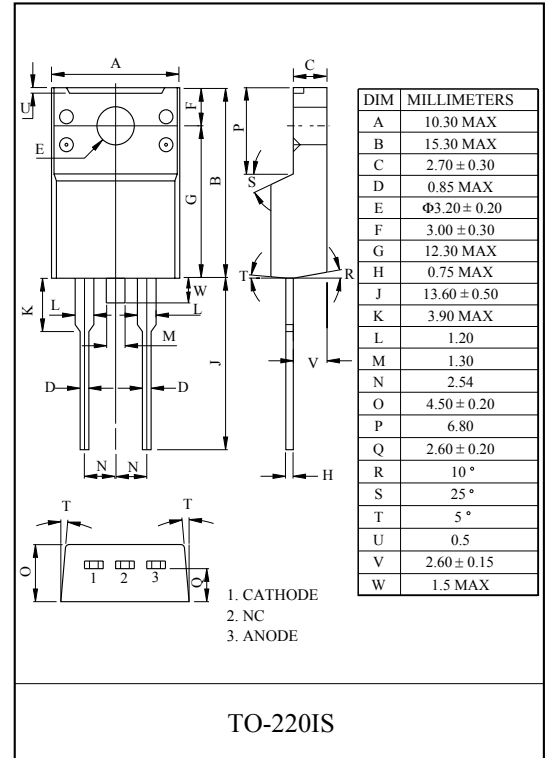 A
C
U
F
P
E
B
S
G
T
R
W
K
L
L
M
V
J
D
D
N
N
H
T
T
O
Q
1
2
3
1. CATHODE
2. NC
3. ANODE
DIM MILLIMETERS
A 10.30 MAX
B 15.30 MAX
C 2.70 ± 0.30
D 0.85 MAX
E Φ3.20 ± 0.20
F 3.00 ± 0.30
G 12.30 MAX
H 0.75 MAX
J 13.60 ± 0.50
K 3.90 MAX
L 1.20
M 1.30
N 2.54
O 4.50 ± 0.20
P 6.80
Q 2.60 ± 0.20
R 10 °
S 25 °
T 5 °
U 0.5
V 2.60 ± 0.15
W 1.5 MAX
TO-220IS